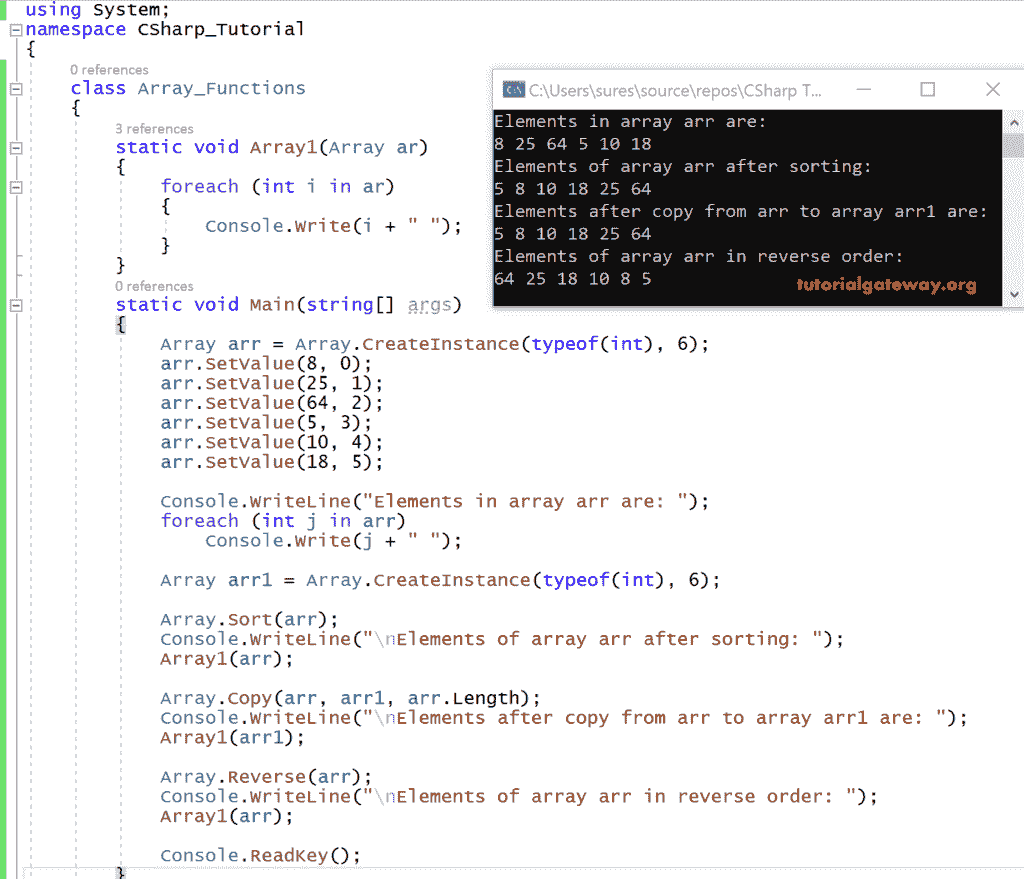 using System;
namespace CSharp_Tutorial
{
0 references
class Array_Functions
{
3 references
static void Array1(Array ar)
{
foreach (int i in ar)
{
Console.Write(i + " ");
}
}
0 references
static void Main(string[] args)
{
Array arr = Array.CreateInstance(typeof(int), 6);
arr.SetValue(8, 0);
arr.SetValue(25, 1);
arr.SetValue(64, 2);
arr.SetValue(5, 3);
arr.SetValue(10, 4);
arr.SetValue(18, 5);
Console.WriteLine("Elements in array arr are: ");
foreach (int j in arr)
Console.Write(j + " ");
Array arr1 = Array.CreateInstance(typeof(int), 6);
Array.Sort(arr);
Console.WriteLine("\nElements of array arr after sorting: ");
Array1(arr);
Array.Copy(arr, arr1, arr.Length);
Console.WriteLine("\nElements after copy from arr to array arr1 are: ");
Array1(arr1);
Array.Reverse(arr);
Console.WriteLine("\nElements of array arr in reverse order: ");
Array1(arr);
Console.ReadKey();
}
C:\Users\sures\source\repos\CSharp T...
Elements in array arr are:
8 25 64 5 10 18
Elements of array arr after sorting:
5 8 10 18 25 64
Elements after copy from arr to array arr1 are:
5 8 10 18 25 64
Elements of array arr in reverse order:
64 25 18 10 8 5
tutorialgateway.org